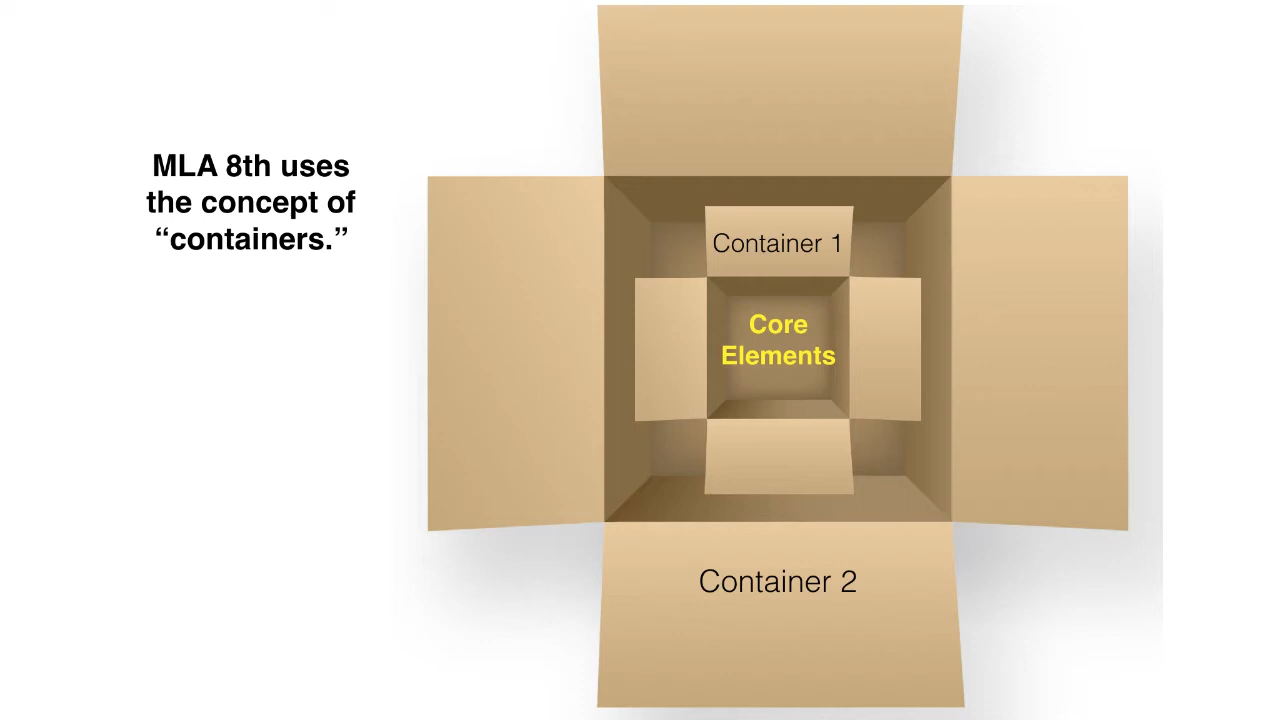 MLA 8th uses
the concept of
“containers.”
Container 1
Core
Elements
Container 2